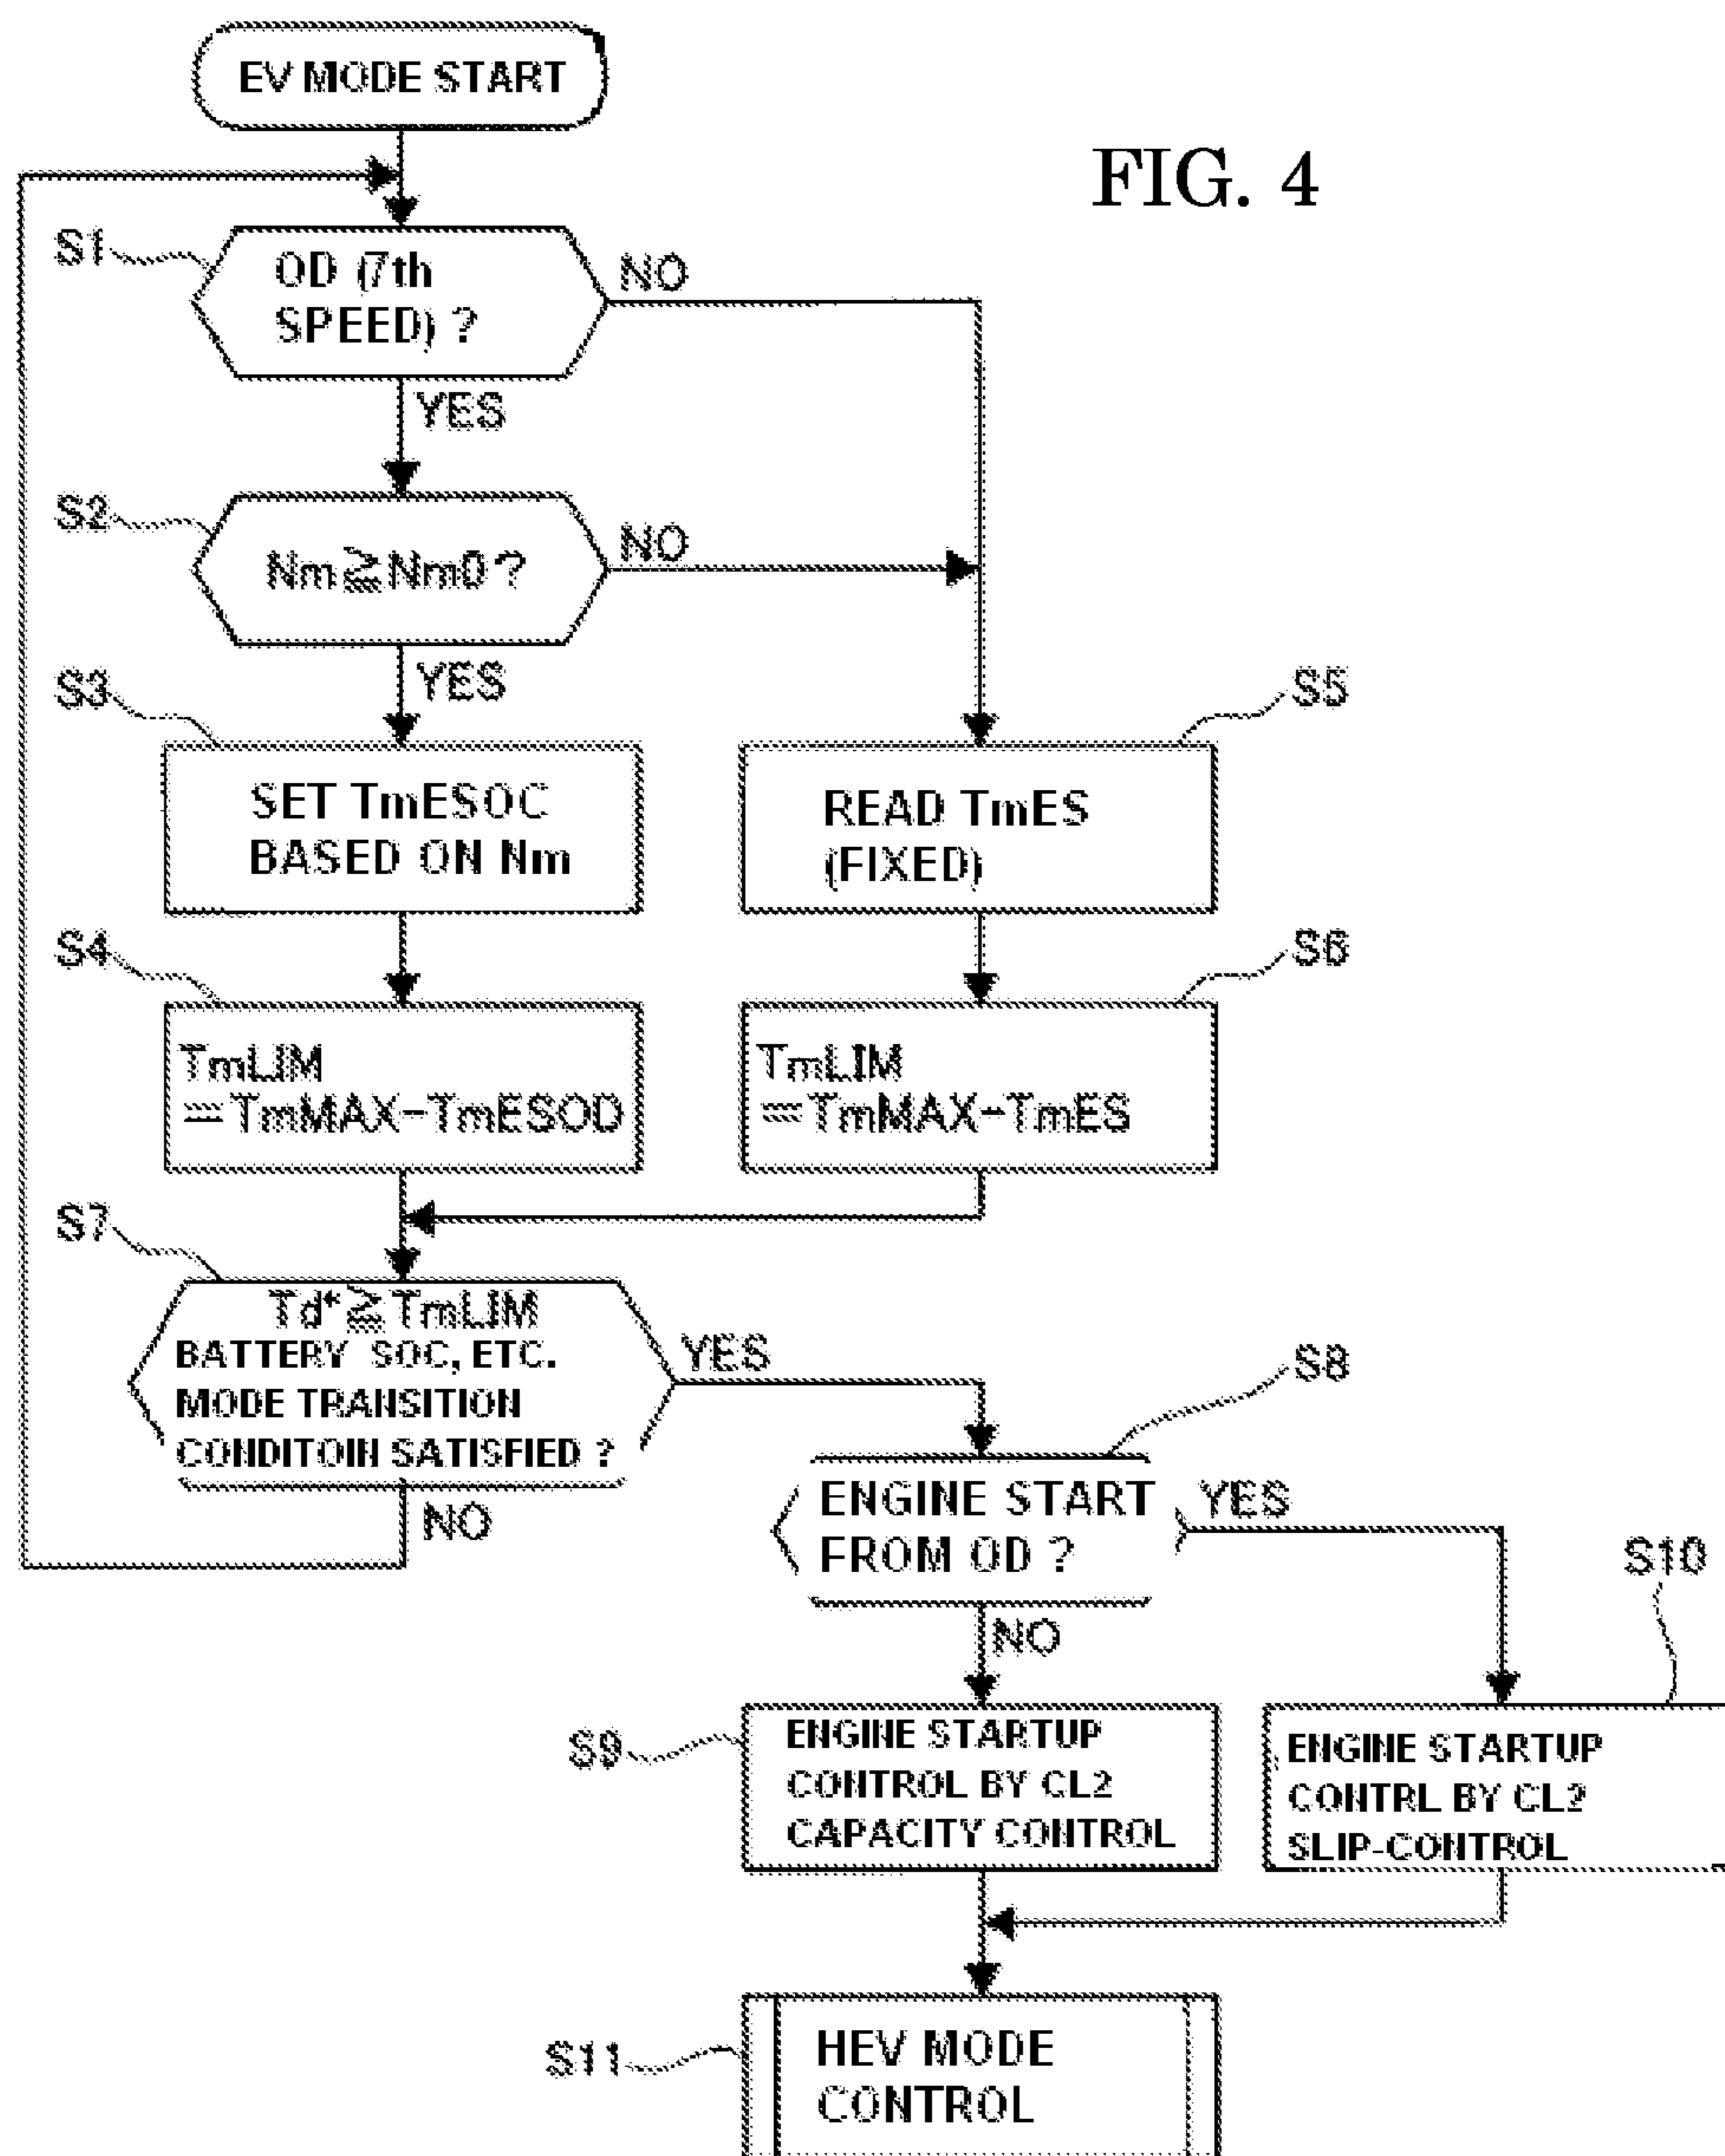 EV MODE START
FIG. 4
S1
OD (7th
SPEED) ?
NO
YES
S2
Nm≧Nm0 ?
NO
YES
S3
SET TmESOC
BASED ON Nm
S5
READ TmES
(FIXED)
S4
TmLIM
=TmMAX-TmESOD
S6
TmLIM
=TmMAX-TmES
S7
Td*≧TmLIM
BATTERY SOC, ETC.
MODE TRANSITION
CONDITOIN SATISFIED ?
YES
NO
S8
ENGINE START
FROM OD ?
YES
NO
S9
ENGINE STARTUP
CONTROL BY CL2
CAPACITY CONTROL
S10
ENGINE STARTUP
CONTRL BY CL2
SLIP-CONTROL
S11
HEV MODE
CONTROL